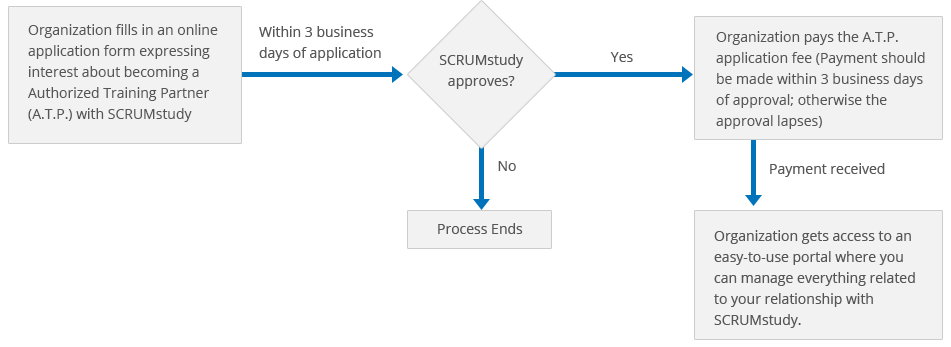 Organization fills in an online
application form expressing
interest about becoming a
Authorized Training Partner
(A.T.P.) with SCRUMstudy
Within 3 business
days of application
SCRUMstudy
approves?
Yes
Organization pays the A.T.P.
application fee (Payment should
be made within 3 business days
of approval; otherwise the
approval lapses)
No
Payment received
Process Ends
Organization gets access to an
easy-to-use portal where you
can manage everything related
to your relationship with
SCRUMstudy.